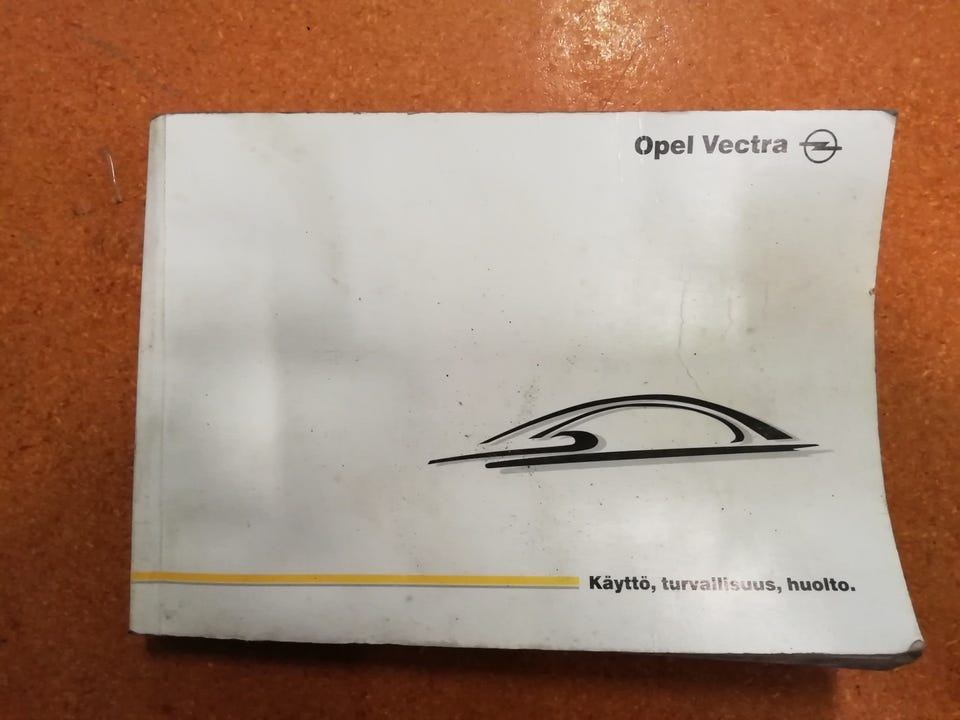 Opel Vectra
Käyttö, turvallisuus, huolto.